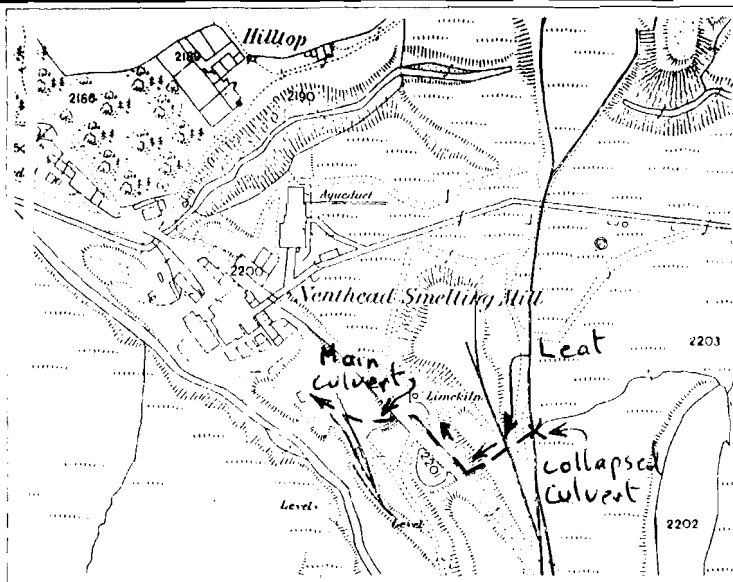 Hilltop
2189
2186
2190
Aqueduct
2200
Nenthead Smelting Mill
Leat
2203
Main
culvert
Limekiln
2201
collapsed
culvert
Level
Level
2202